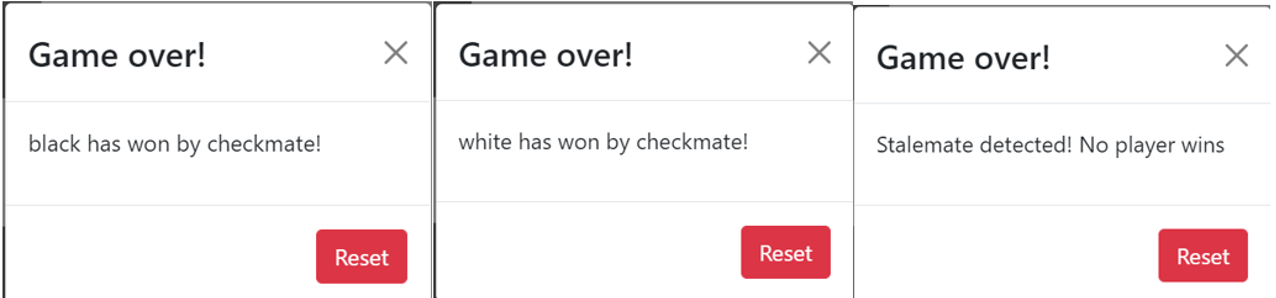 Game over!
black has won by checkmate!
Reset
Game over!
white has won by checkmate!
Reset
Game over!
Stalemate detected! No player wins
Reset